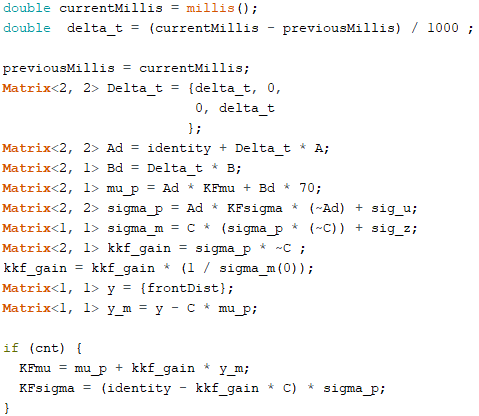 double currentMillis = millis();
double  delta_t = (currentMillis - previousMillis) / 1000 ;
previousMillis = currentMillis;
Matrix<2, 2> Delta_t = {delta_t, 0,
                        0, delta_t
                       };
Matrix<2, 2> Ad = identity + Delta_t * A;
Matrix<2, 1> Bd = Delta_t * B;
Matrix<2, 1> mu_p = Ad * KFmu + Bd * 70;
Matrix<2, 2> sigma_p = Ad * KFsigma * (~Ad) + sig_u;
Matrix<1, 1> sigma_m = C * (sigma_p * (~C)) + sig_z;
Matrix<2, 1> kkf_gain = sigma_p * ~C ;
kkf_gain = kkf_gain * (1 / sigma_m(0));
Matrix<1, 1> y = {frontDist};
Matrix<1, 1> y_m = y - C * mu_p;
if (cnt) {
  KFmu = mu_p + kkf_gain * y_m;
  KFsigma = (identity - kkf_gain * C) * sigma_p;
}